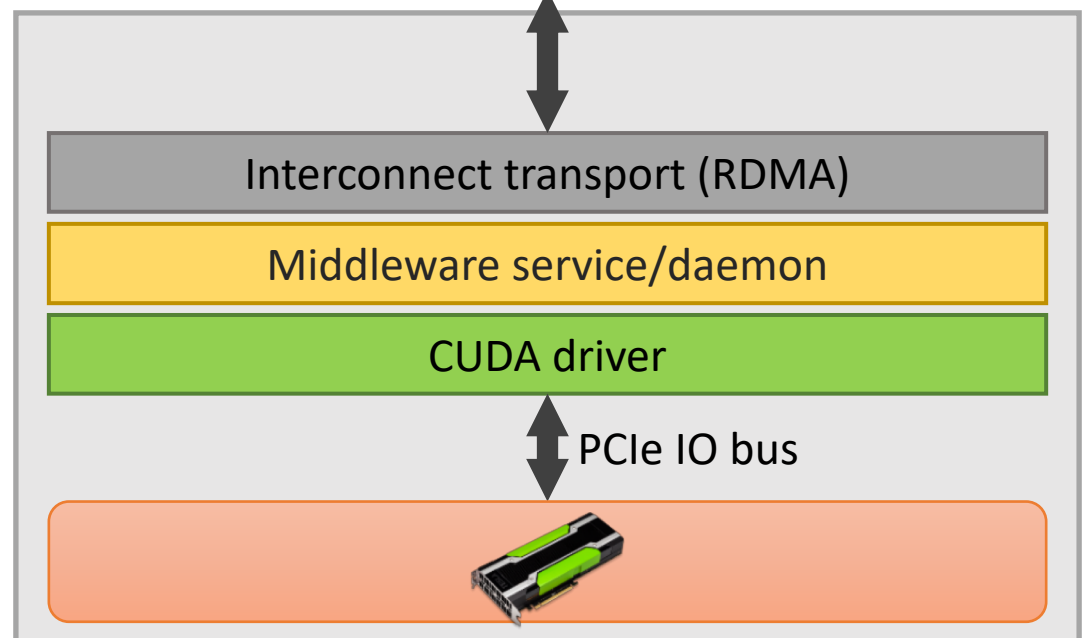 Interconnect transport (RDMA)
Middleware service/daemon
CUDA driver
PCIe IO bus